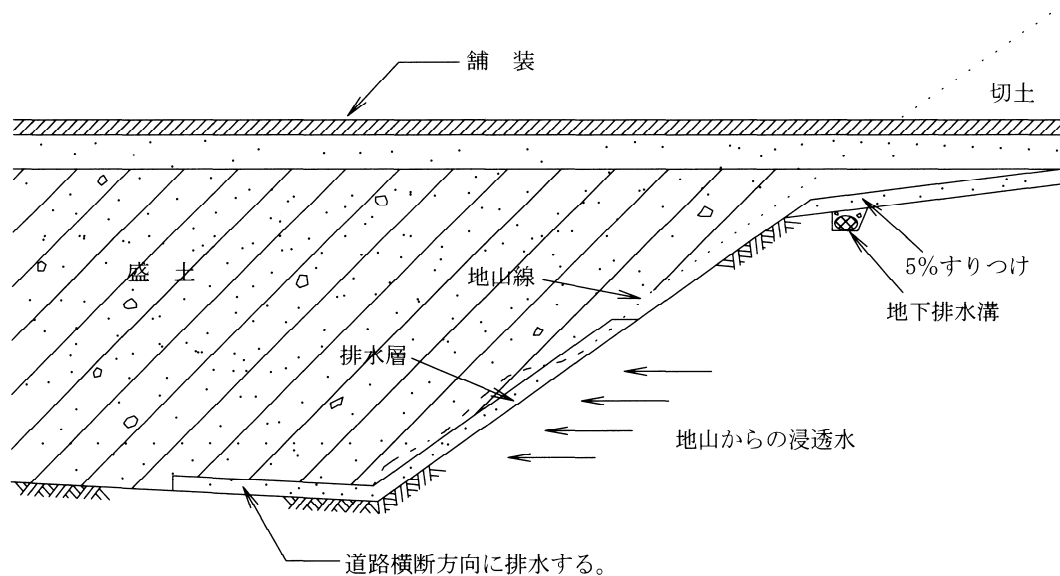 舗 装
切土
5%すりつけ
盛 土
地山線
地下排水溝
排水層
地山からの浸透水
道路横断方向に排水する。